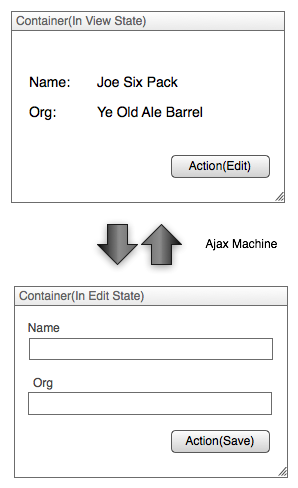 Container(In View State)
Name: Joe Six Pack
Org: Ye Old Ale Barrel
Action(Edit)
Ajax Machine
Container(In Edit State)
Name
Org
Action(Save)